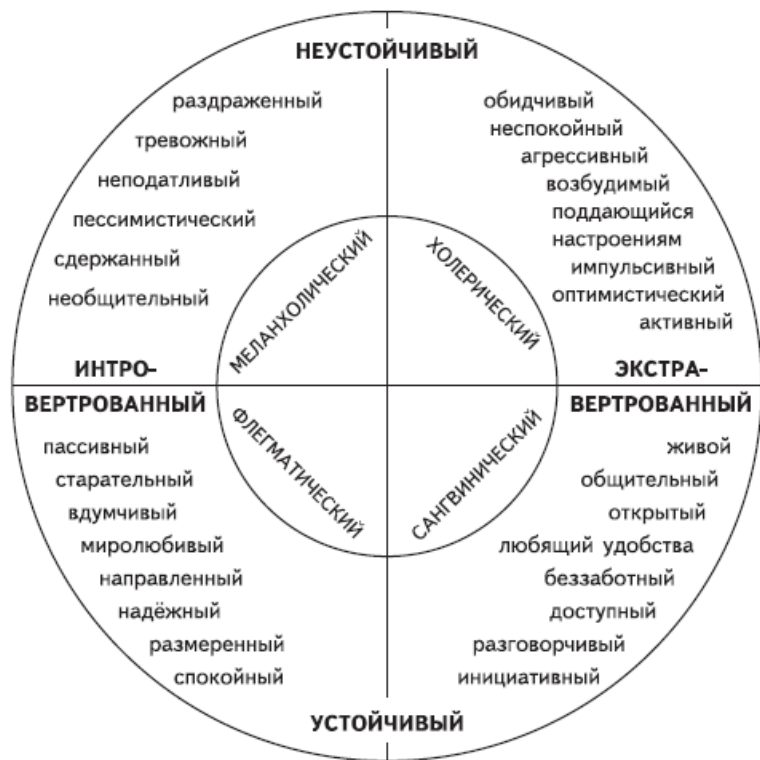 НЕУСТОЙЧИВЫЙ
раздраженный
тревожный
неподатливый
пессимистический
сдержанный
необщительный
обидчивый
неспокойный
агрессивный
возбудимый
поддающийся
настроениям
импульсивный
оптимистический
активный
МЕЛАНХОЛИЧЕСКИЙ
ХОЛЕРИЧЕСКИЙ
ИНТРО-
ВЕРТРОВАННЫЙ
ЭКСТРА-
ВЕРТРОВАННЫЙ
ФЛЕГМАТИЧЕСКИЙ
САНГВИНИЧЕСКИЙ
пассивный
старательный
вдумчивый
миролюбивый
направленный
надёжный
размеренный
спокойный
живой
общительный
открытый
любящий удобства
беззаботный
доступный
разговорчивый
инициативный
УСТОЙЧИВЫЙ